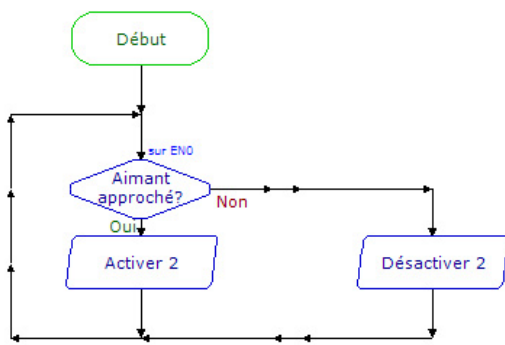 Début
sur EN0
Aimant
approché?
Non
Oui
Activer 2
Désactiver 2